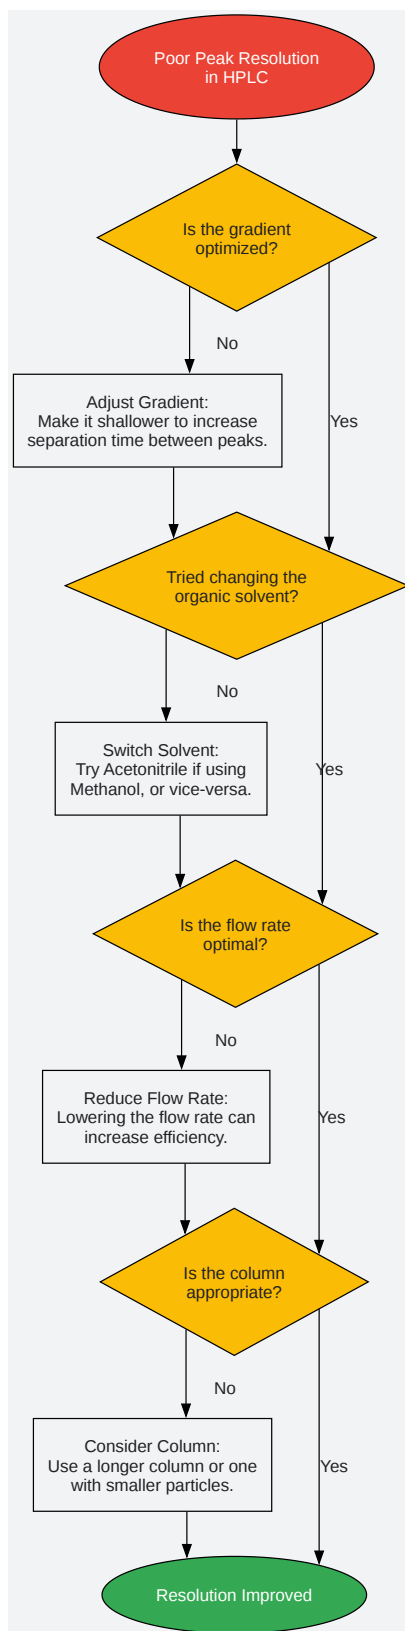 Poor Peak Resolution
in HPLC
Is the gradient
optimized?
No
Adjust Gradient:
Make it shallower to increase
separation time between peaks.
Yes
Tried changing the
organic solvent?
No
Switch Solvent:
Try Acetonitrile if using
Methanol, or vice-versa.
Yes
Is the flow rate
optimal?
No
Reduce Flow Rate:
Lowering the flow rate can
increase efficiency.
Yes
Is the column
appropriate?
No
Consider Column:
Use a longer column or one
with smaller particles.
Yes
Resolution Improved